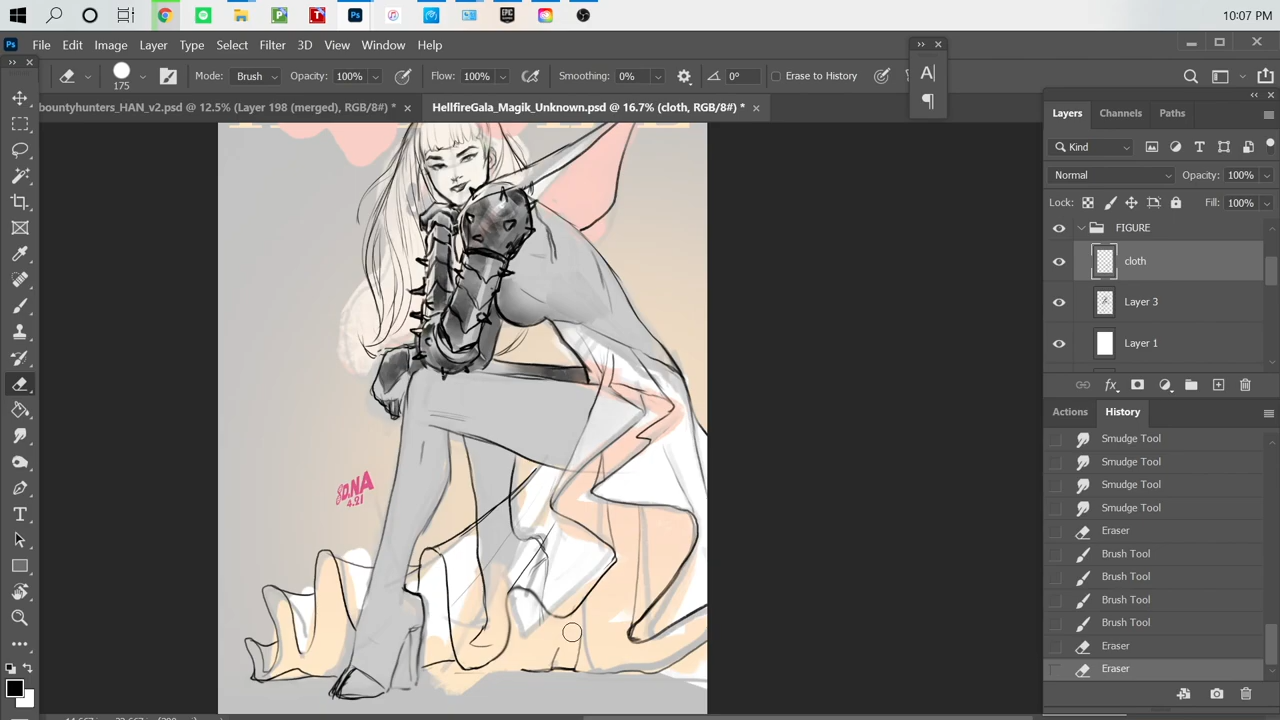 10:07 PM
File Edit Image Layer Type Select Filter 3D View Window Help
175 Mode: Brush Opacity: 100% Flow: 100% Smoothing: 0% 0° Erase to History
bountyhunters_HAN_v2.psd @ 12.5% (Layer 198 (merged), RGB/8#) *
HellfireGala_Magik_Unknown.psd @ 16.7% (cloth, RGB/8#) *
Layers Channels Paths
Kind
Normal Opacity: 100%
Lock: Fill: 100%
FIGURE
cloth
Layer 3
Layer 1
Actions History
Smudge Tool
Smudge Tool
Smudge Tool
Smudge Tool
Eraser
Brush Tool
Brush Tool
Brush Tool
Brush Tool
Eraser
Eraser
DNA
4.21